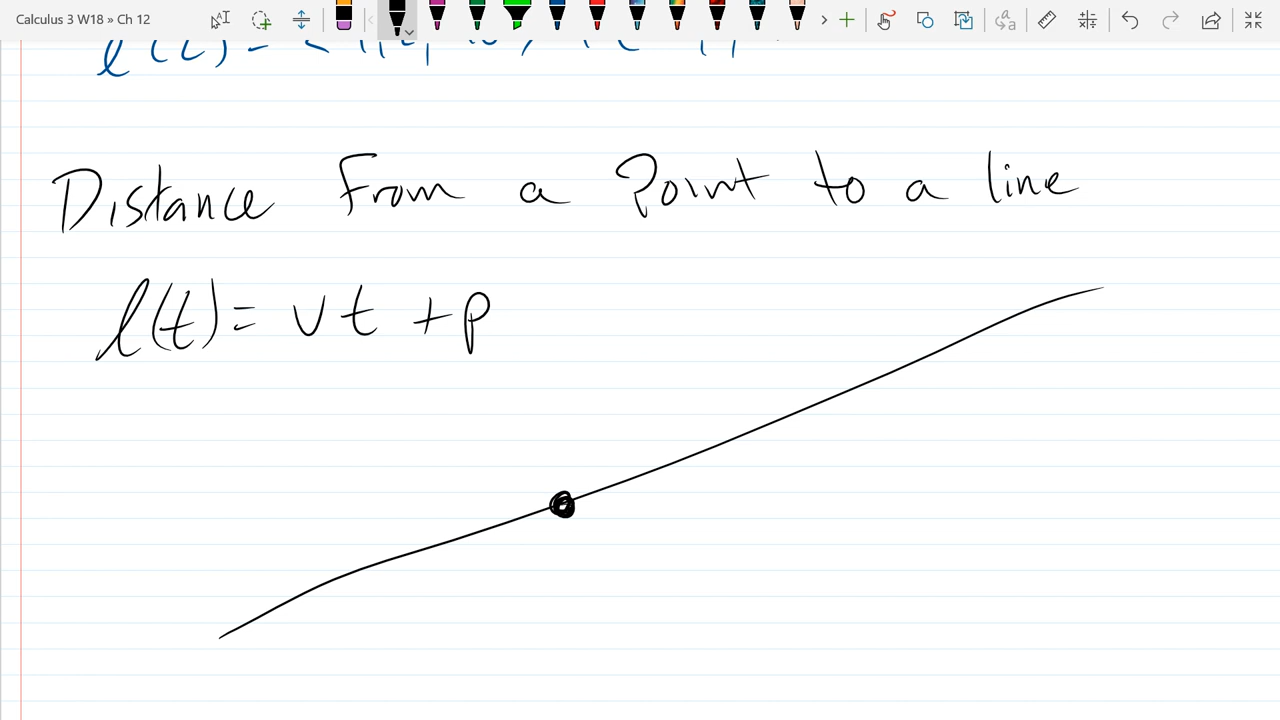 Calculus 3 W18 » Ch 12
Distance from a Point to a line
l(t) = vt + p